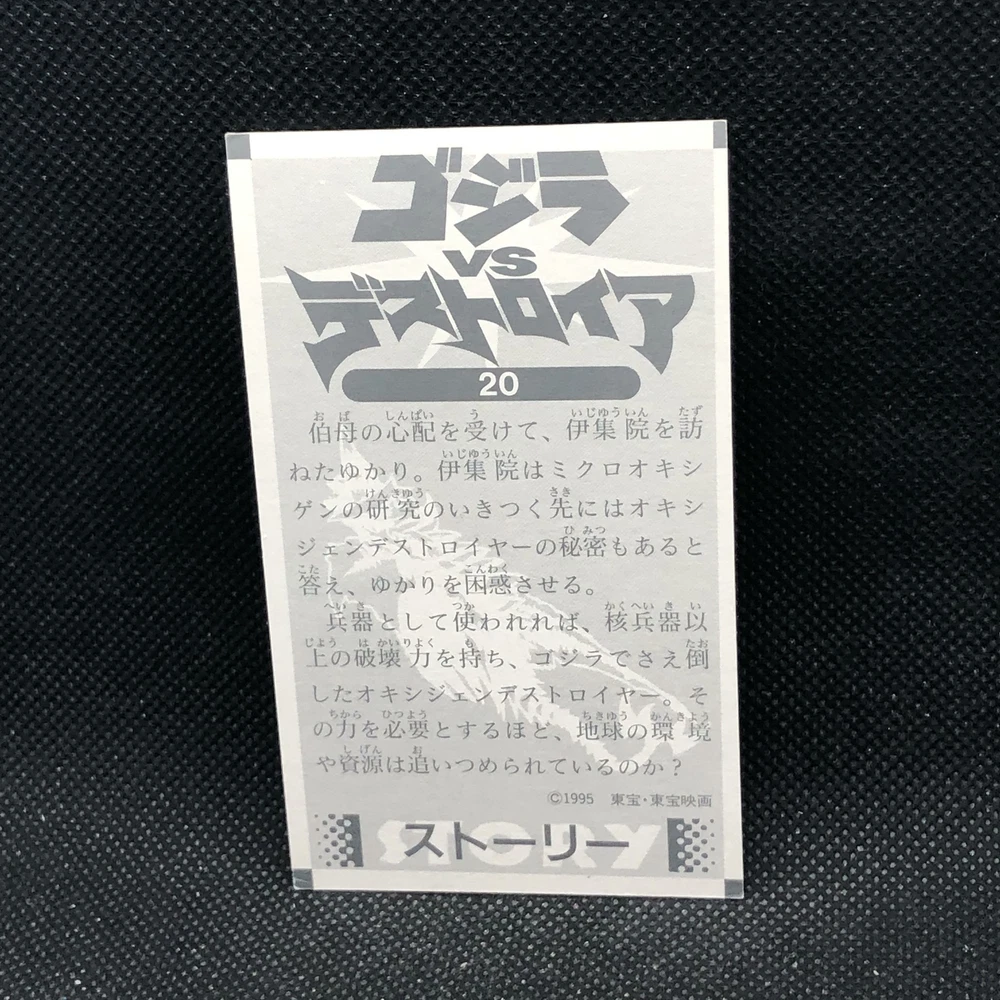 ゴジラ
VS
デストロイア
20
伯母の心配を受けて、伊集院を訪
ねたゆかり。伊集院はミクロオキシ
ゲンの研究のいきつく先にはオキシ
ジェンデストロイヤーの秘密もあると
答え、ゆかりを困惑させる。
兵器として使われれば、核兵器以
上の破壊力を持ち、ゴジラでさえ倒
したオキシジェンデストロイヤー。そ
の力を必要とするほど、地球の環境
や資源は追いつめられているのか?
©1995 東宝・東宝映画
STORY
ストーリー